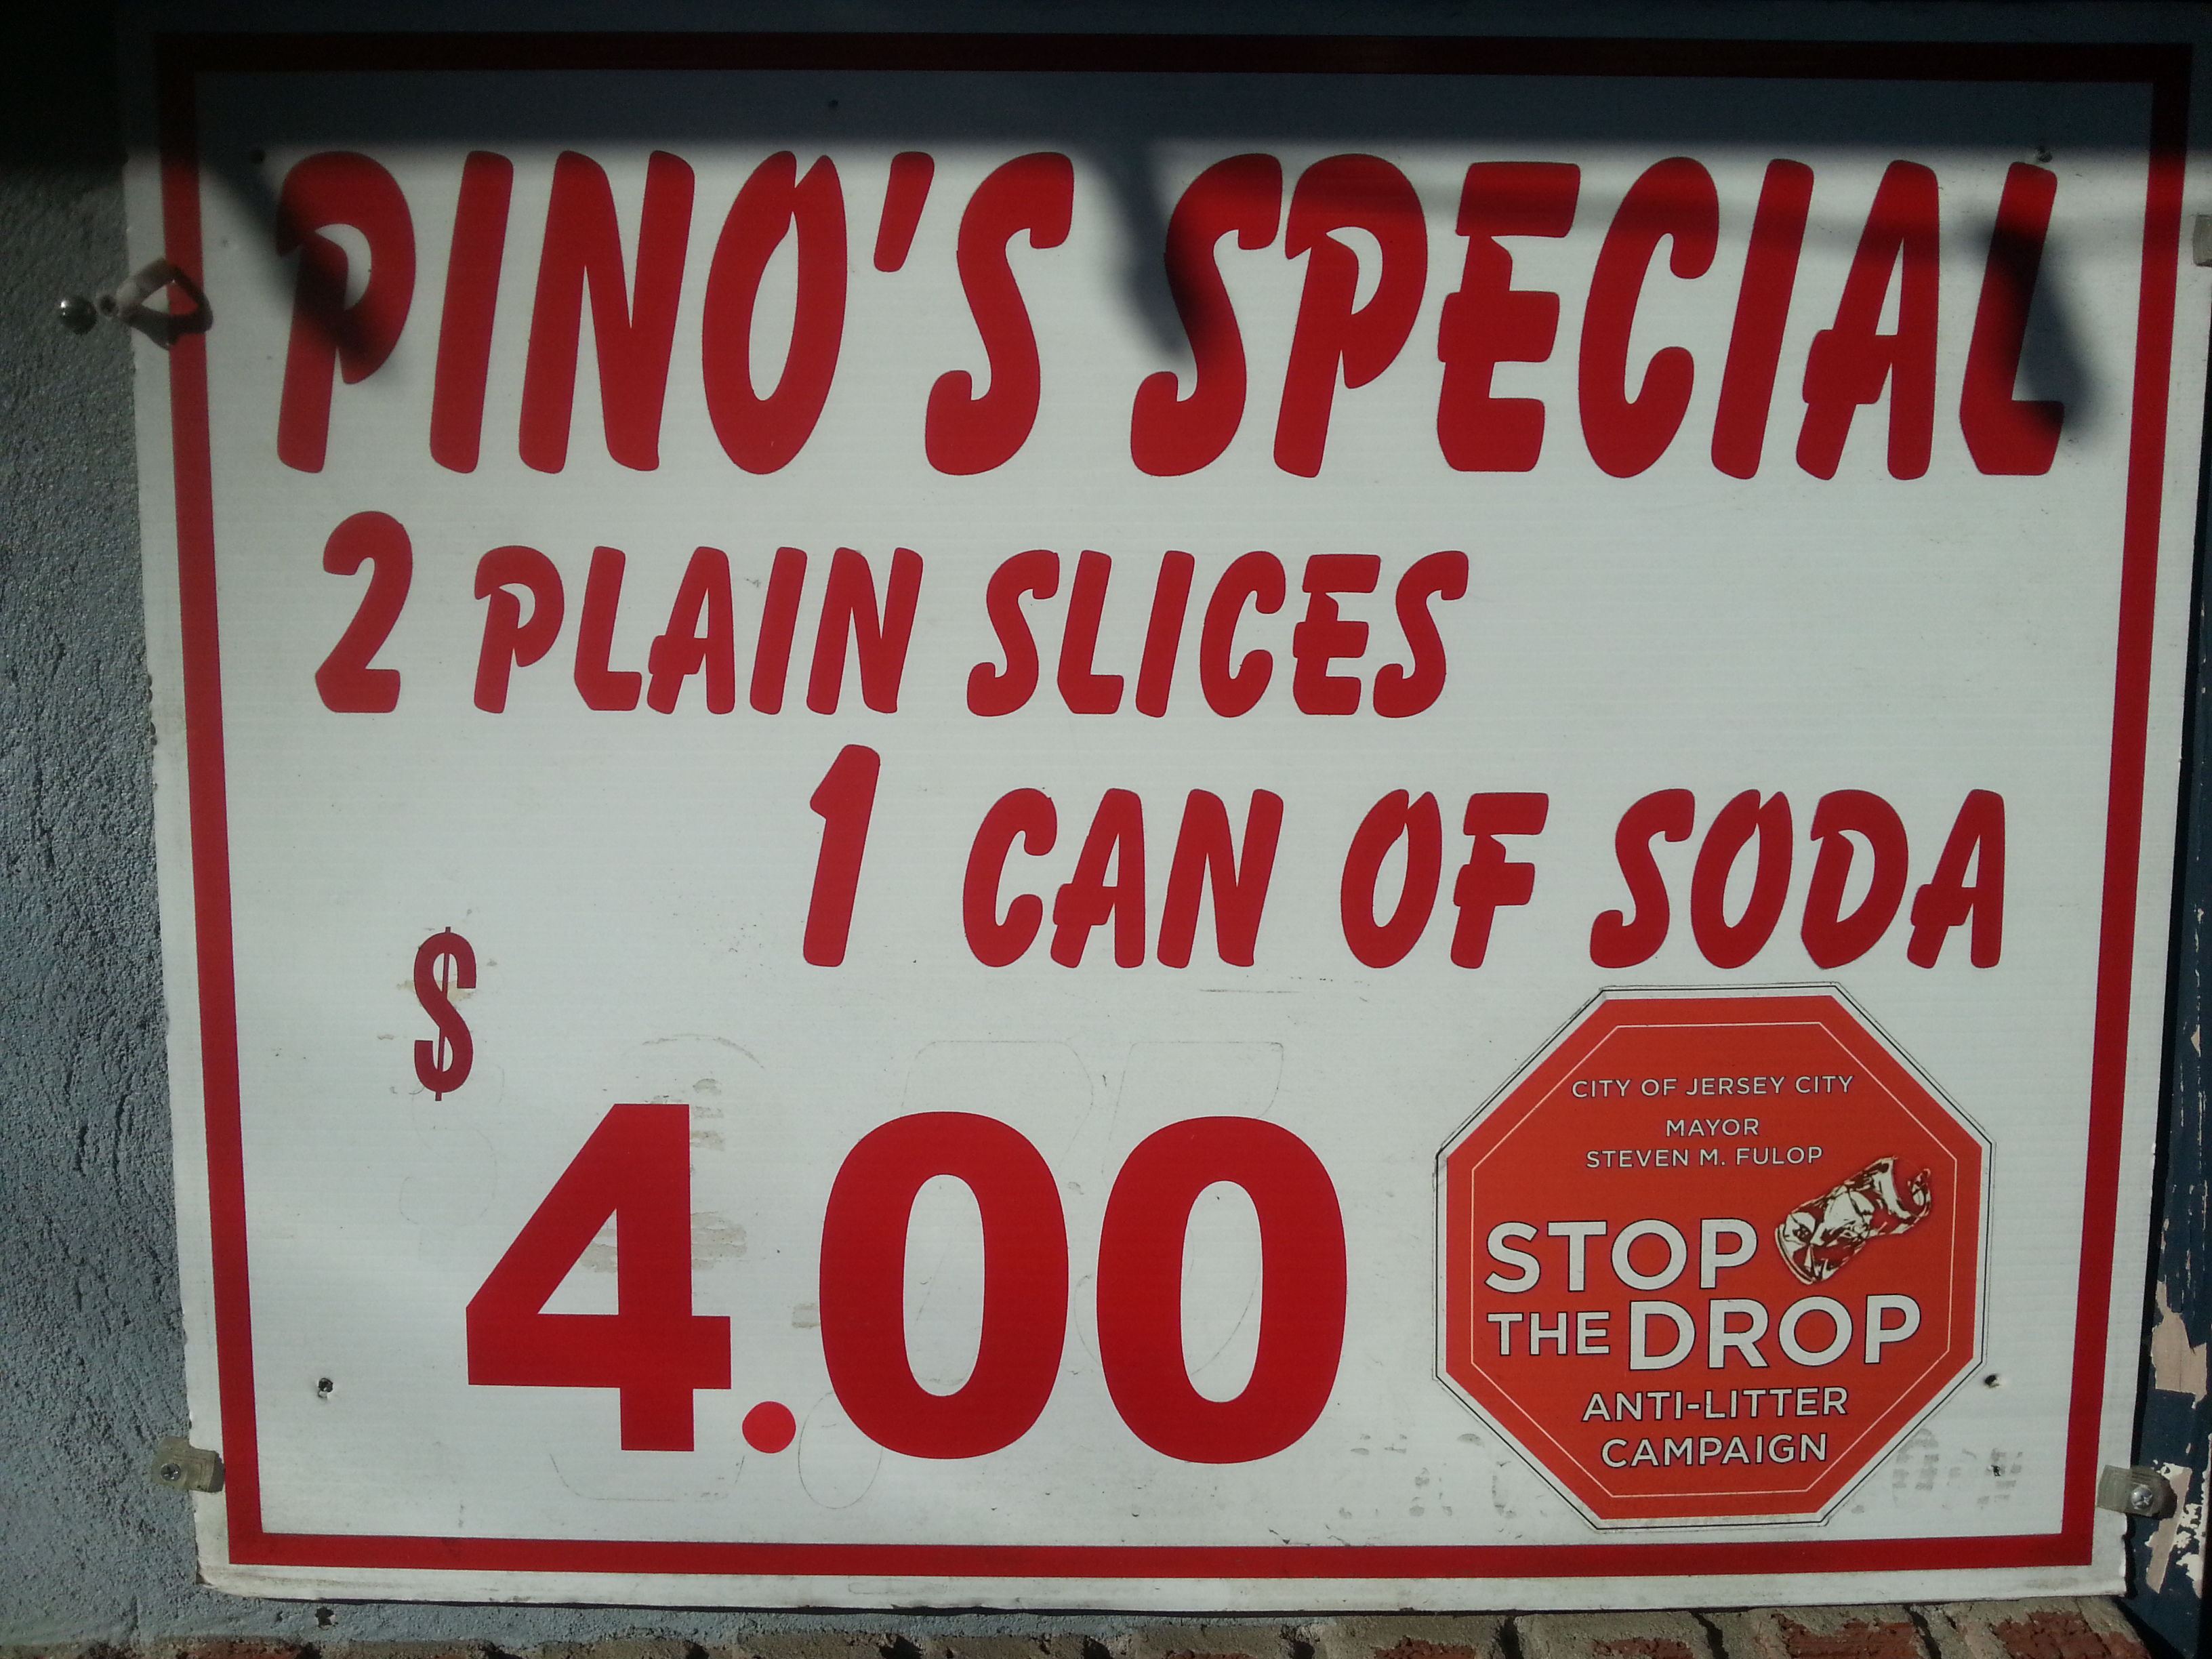 PINO'S SPECIAL
2 PLAIN SLICES
1 CAN OF SODA
$
4.00
CITY OF JERSEY CITY
MAYOR
STEVEN M. FULOP
STOP
THE DROP
ANTI-LITTER
CAMPAIGN